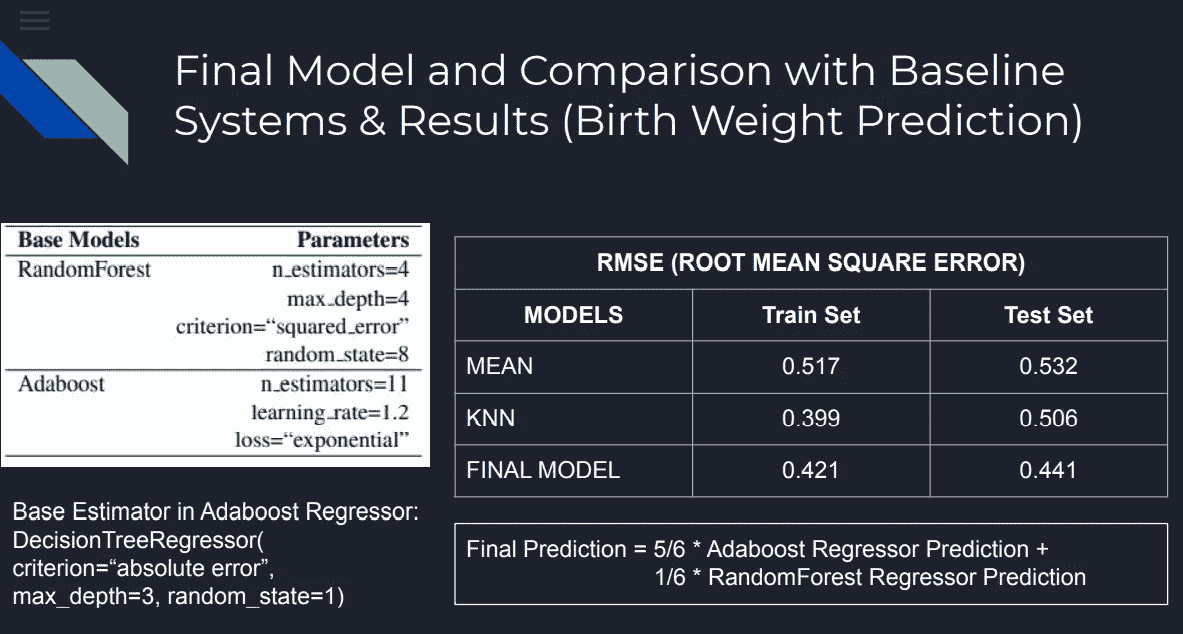 Final Model and Comparison with Baseline
Systems & Results (Birth Weight Prediction)
Base Models Parameters
RandomForest n_estimators=4
max_depth=4
criterion=“squared_error”
random_state=8
Adaboost n_estimators=11
learning_rate=1.2
loss=“exponential”
Base Estimator in Adaboost Regressor:
DecisionTreeRegressor(
criterion=“absolute error”,
max_depth=3, random_state=1)
RMSE (ROOT MEAN SQUARE ERROR)
MODELS Train Set Test Set
MEAN 0.517 0.532
KNN 0.399 0.506
FINAL MODEL 0.421 0.441
Final Prediction = 5/6 * Adaboost Regressor Prediction +
1/6 * RandomForest Regressor Prediction